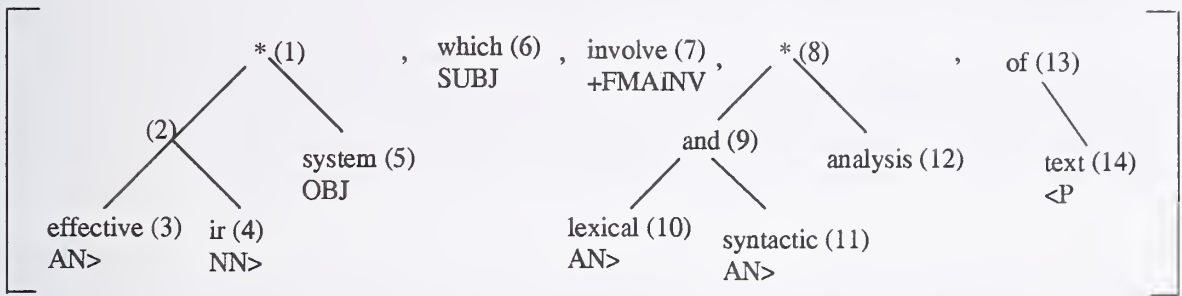 * (1) , which (6) , involve (7) , * (8) , of (13)
SUBJ +FMAiNV
(2) and (9)
system (5) analysis (12) text (14)
OBJ <P
effective (3) ir (4) lexical (10) syntactic (11)
AN> NN> AN> AN>